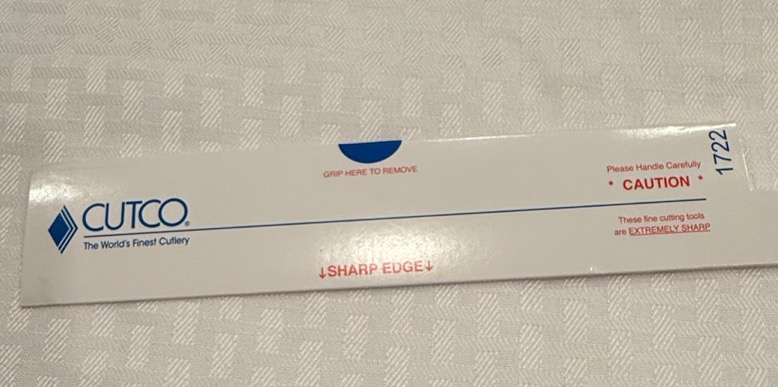 GRIP HERE TO REMOVE
CUTCO®
The World's Finest Cutlery
↓SHARP EDGE↓
Please Handle Carefully
* CAUTION *
These fine cutting tools
are EXTREMELY SHARP
1722